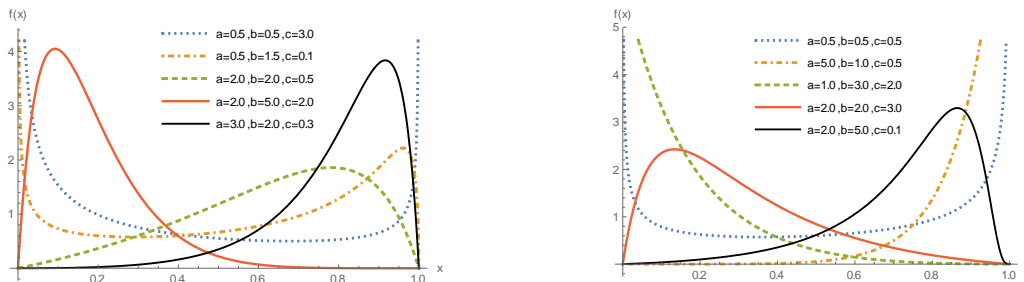 f(x)
a=0.5 ,b=0.5 ,c=3.0
a=0.5 ,b=1.5 ,c=0.1
a=2.0 ,b=2.0 ,c=0.5
a=2.0 ,b=5.0 ,c=2.0
a=3.0 ,b=2.0 ,c=0.3
4
3
2
1
0.2 0.4 0.6 0.8 1.0 x
f(x)
a=0.5 ,b=0.5 ,c=0.5
a=5.0 ,b=1.0 ,c=0.5
a=1.0 ,b=3.0 ,c=2.0
a=2.0 ,b=2.0 ,c=3.0
a=2.0 ,b=5.0 ,c=0.1
5
4
3
2
1
0.2 0.4 0.6 0.8 1.0 x